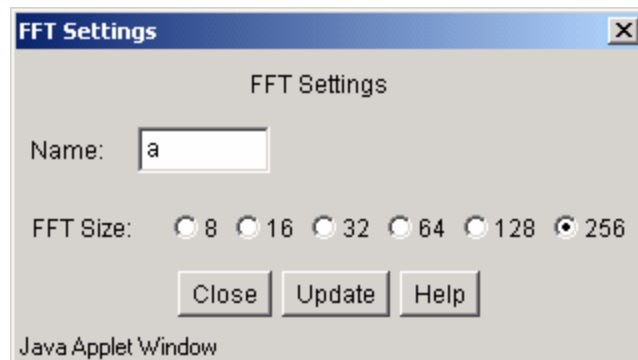 FFT Settings
FFT Settings
Name: a
FFT Size: 8 16 32 64 128 256
Close Update Help
Java Applet Window